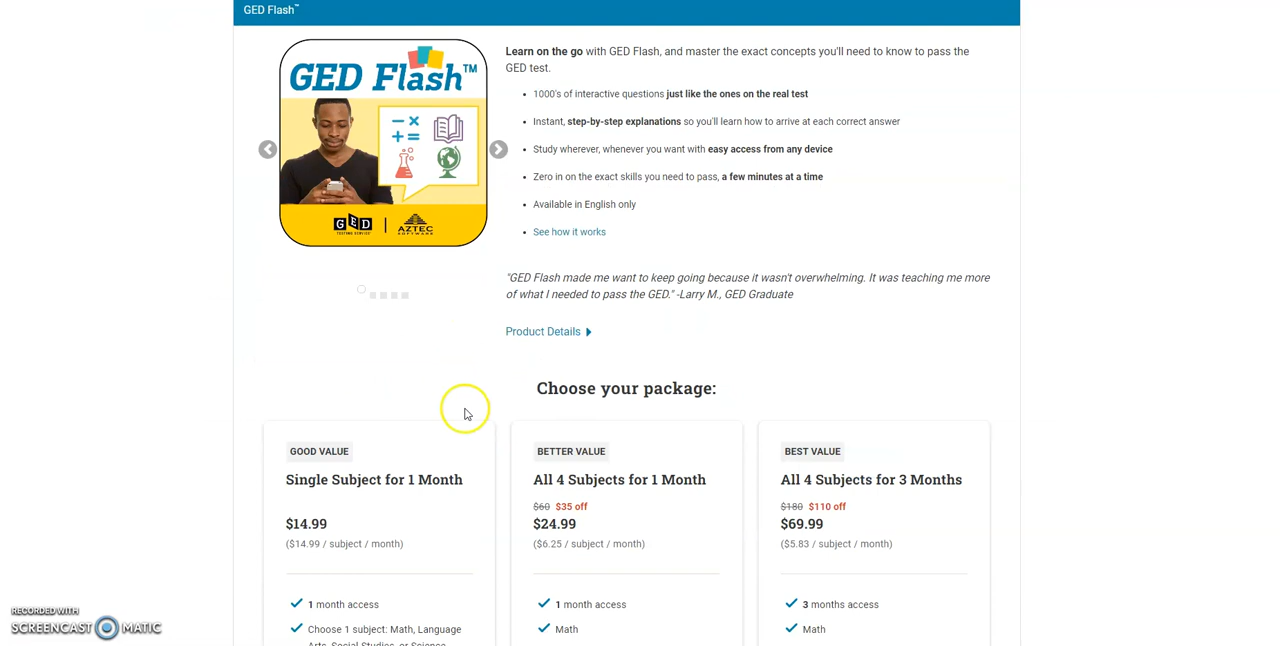 GED Flash™
GED Flash™
GED
TESTING SERVICE
AZTEC
SOFTWARE
Learn on the go with GED Flash, and master the exact concepts you'll need to know to pass the
GED test.
1000's of interactive questions just like the ones on the real test
Instant, step-by-step explanations so you'll learn how to arrive at each correct answer
Study wherever, whenever you want with easy access from any device
Zero in on the exact skills you need to pass, a few minutes at a time
Available in English only
See how it works
"GED Flash made me want to keep going because it wasn't overwhelming. It was teaching me more
of what I needed to pass the GED." -Larry M., GED Graduate
Product Details
Choose your package:
GOOD VALUE
Single Subject for 1 Month
$14.99
($14.99 / subject / month)
1 month access
Choose 1 subject: Math, Language
Arts, Social Studies, or Science
BETTER VALUE
All 4 Subjects for 1 Month
$60 $35 off
$24.99
($6.25 / subject / month)
1 month access
Math
BEST VALUE
All 4 Subjects for 3 Months
$180 $110 off
$69.99
($5.83 / subject / month)
3 months access
Math
RECORDED WITH
SCREENCAST MATIC